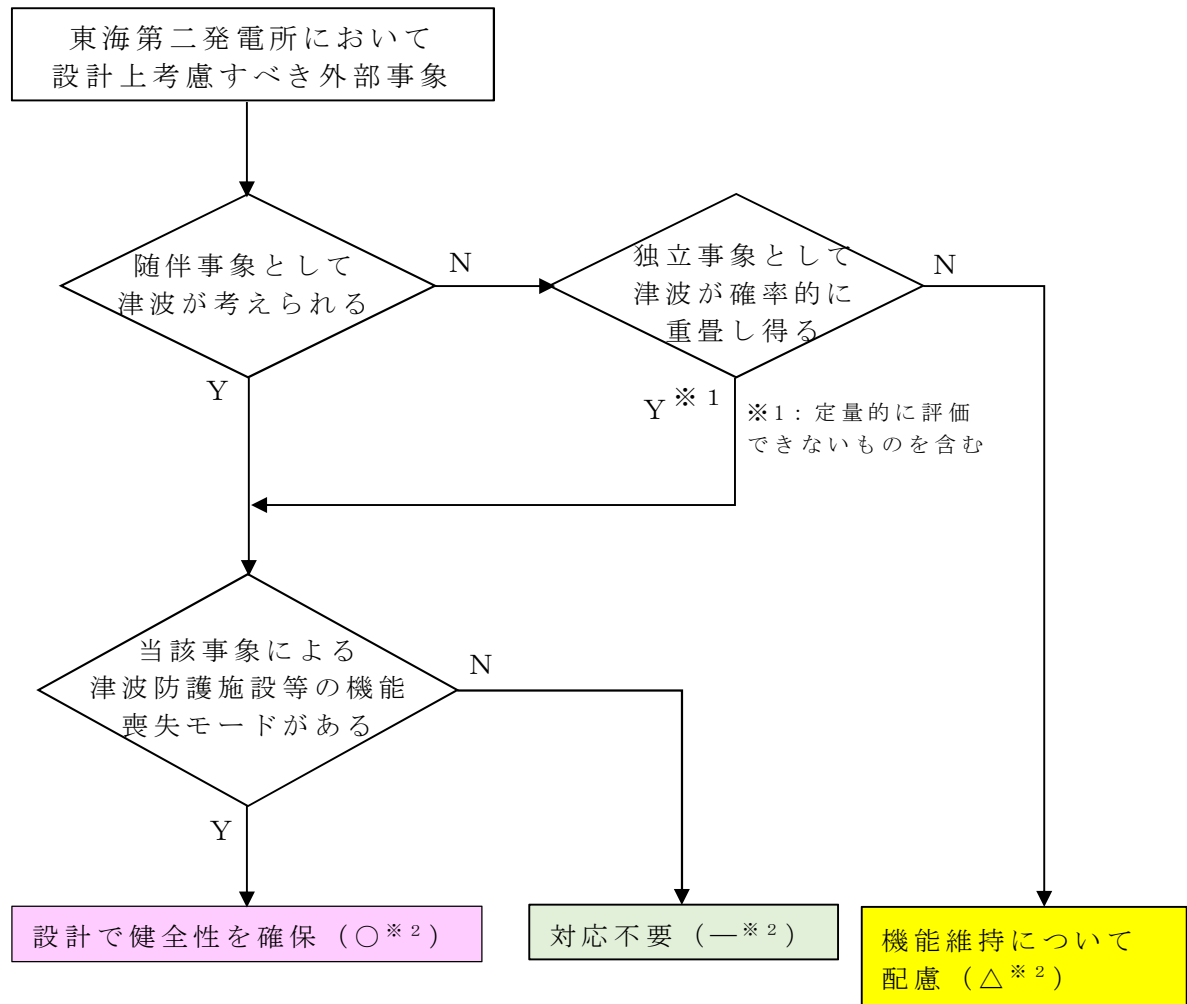 東海第二発電所において
設計上考慮すべき外部事象
随伴事象として
津波が考えられる
N
独立事象として
津波が確率的に
重畳し得る
N
Y
Y※1
※1：定量的に評価
できないものを含む
当該事象による
津波防護施設等の機能
喪失モードがある
N
Y
設計で健全性を確保（○※2）
対応不要（―※2）
機能維持について
配慮（△※2）